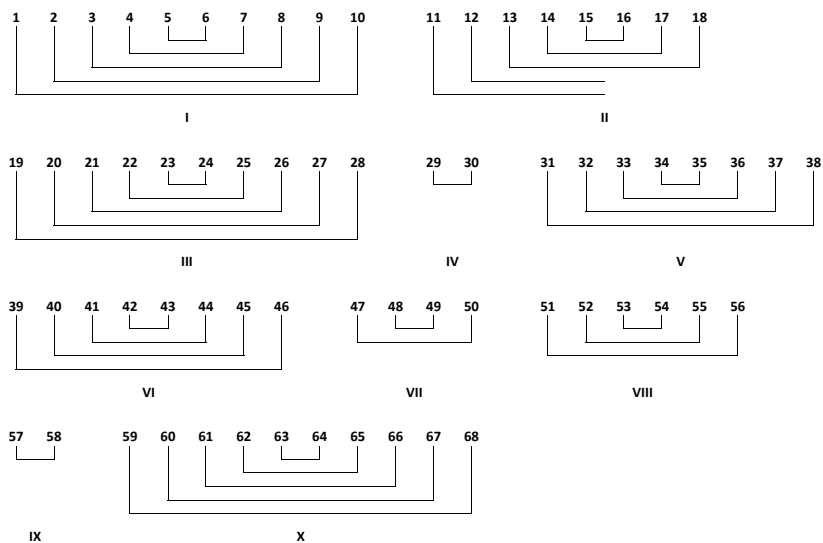 1 2 3 4 5 6 7 8 9 10 11 12 13 14 15 16 17 18
I II
19 20 21 22 23 24 25 26 27 28 29 30 31 32 33 34 35 36 37 38
III IV V
39 40 41 42 43 44 45 46 47 48 49 50 51 52 53 54 55 56
VI VII VIII
57 58 59 60 61 62 63 64 65 66 67 68
IX X